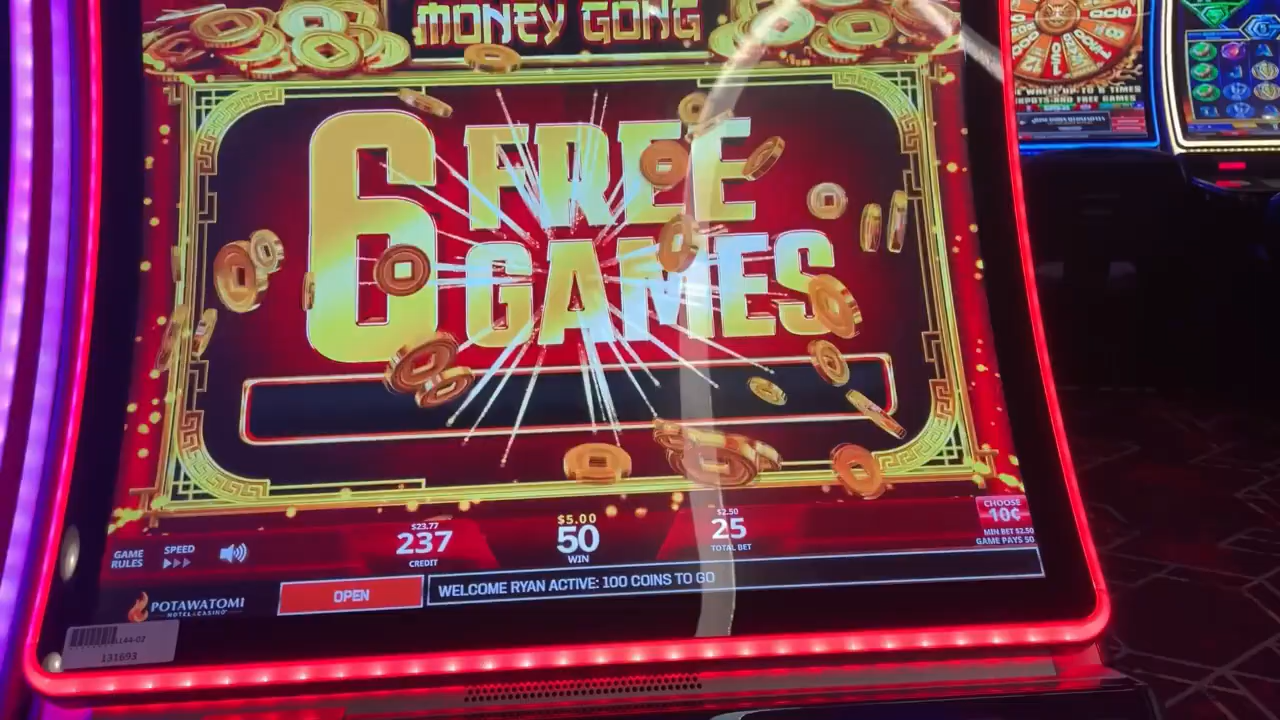 MONEY GONG
6 FREE
GAMES
$23.77
237
CREDIT
$5.00
50
WIN
$2.50
25
TOTAL BET
CHOOSE
10¢
MIN BET $2.50
GAME PAYS 50
GAME
RULES
SPEED
OPEN
WELCOME RYAN ACTIVE: 100 COINS TO GO
POTAWATOMI
HOTEL & CASINO
131693